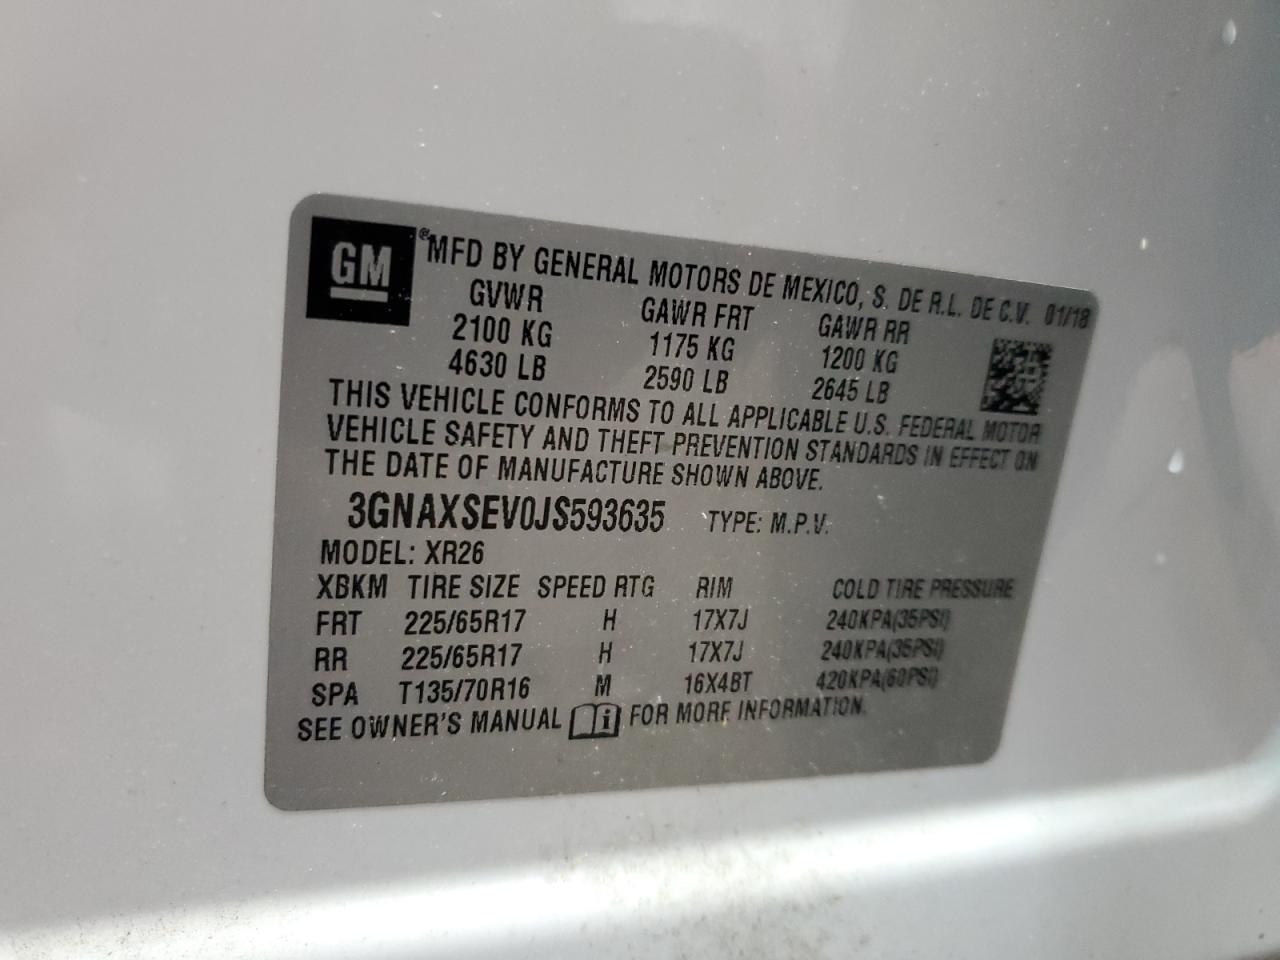 GM
® MFD BY GENERAL MOTORS DE MEXICO, S. DE R.L. DE C.V. 01/18
GVWR GAWR FRT GAWR RR
2100 KG 1175 KG 1200 KG
4630 LB 2590 LB 2645 LB
THIS VEHICLE CONFORMS TO ALL APPLICABLE U.S. FEDERAL MOTOR
VEHICLE SAFETY AND THEFT PREVENTION STANDARDS IN EFFECT ON
THE DATE OF MANUFACTURE SHOWN ABOVE.
3GNAXSEV0JS593635 TYPE: M.P.V.
MODEL: XR26
XBKM TIRE SIZE SPEED RTG RIM COLD TIRE PRESSURE
FRT 225/65R17 H 17X7J 240KPA(35PSI)
RR 225/65R17 H 17X7J 240KPA(35PSI)
SPA T135/70R16 M 16X4BT 420KPA(60PSI)
SEE OWNER'S MANUAL i FOR MORE INFORMATION.